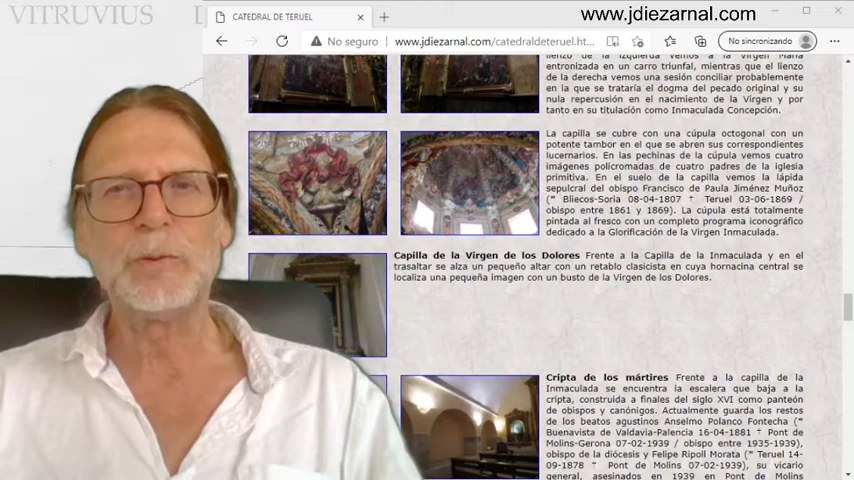 VITRUVIUS
www.jdiezarnal.com
CATEDRAL DE TERUEL
No seguro
www.jdiezarnal.com/catedraldeteruel.ht...
No sincronizando
lienzo de la izquierda vemos a la Virgen María
entronizada en un carro triunfal, mientras que el lienzo
de la derecha vemos una sesión conciliar probablemente
en la que se trataría el dogma del pecado original y su
nula repercusión en el nacimiento de la Virgen y por
tanto en su titulación como Inmaculada Concepción.
La capilla se cubre con una cúpula octogonal con un
potente tambor en el que se abren sus correspondientes
lucernarios. En las pechinas de la cúpula vemos cuatro
imágenes policromadas de cuatro padres de la iglesia
primitiva. En el suelo de la capilla vemos la lápida
sepulcral del obispo Francisco de Paula Jiménez Muñoz
(* Bliecos-Soria 08-04-1807 † Teruel 03-06-1869 /
obispo entre 1861 y 1869). La cúpula está totalmente
pintada al fresco con un completo programa iconográfico
dedicado a la Glorificación de la Virgen Inmaculada.
Capilla de la Virgen de los Dolores Frente a la Capilla de la Inmaculada y en el
trasaltar se alza un pequeño altar con un retablo clasicista en cuya hornacina central se
localiza una pequeña imagen con un busto de la Virgen de los Dolores.
Cripta de los mártires Frente a la capilla de la
Inmaculada se encuentra la escalera que baja a la
cripta, construida a finales del siglo XVI como panteón
de obispos y canónigos. Actualmente guarda los restos
de los beatos agustinos Anselmo Polanco Fontecha (*
Buenavista de Valdavia-Palencia 16-04-1881 † Pont de
Molins-Gerona 07-02-1939 / obispo entre 1935-1939),
obispo de la diócesis y Felipe Ripoll Morata (* Teruel 14-
09-1878 † Pont de Molins 07-02-1939), su vicario
general, asesinados en 1939 en Pont de Molins